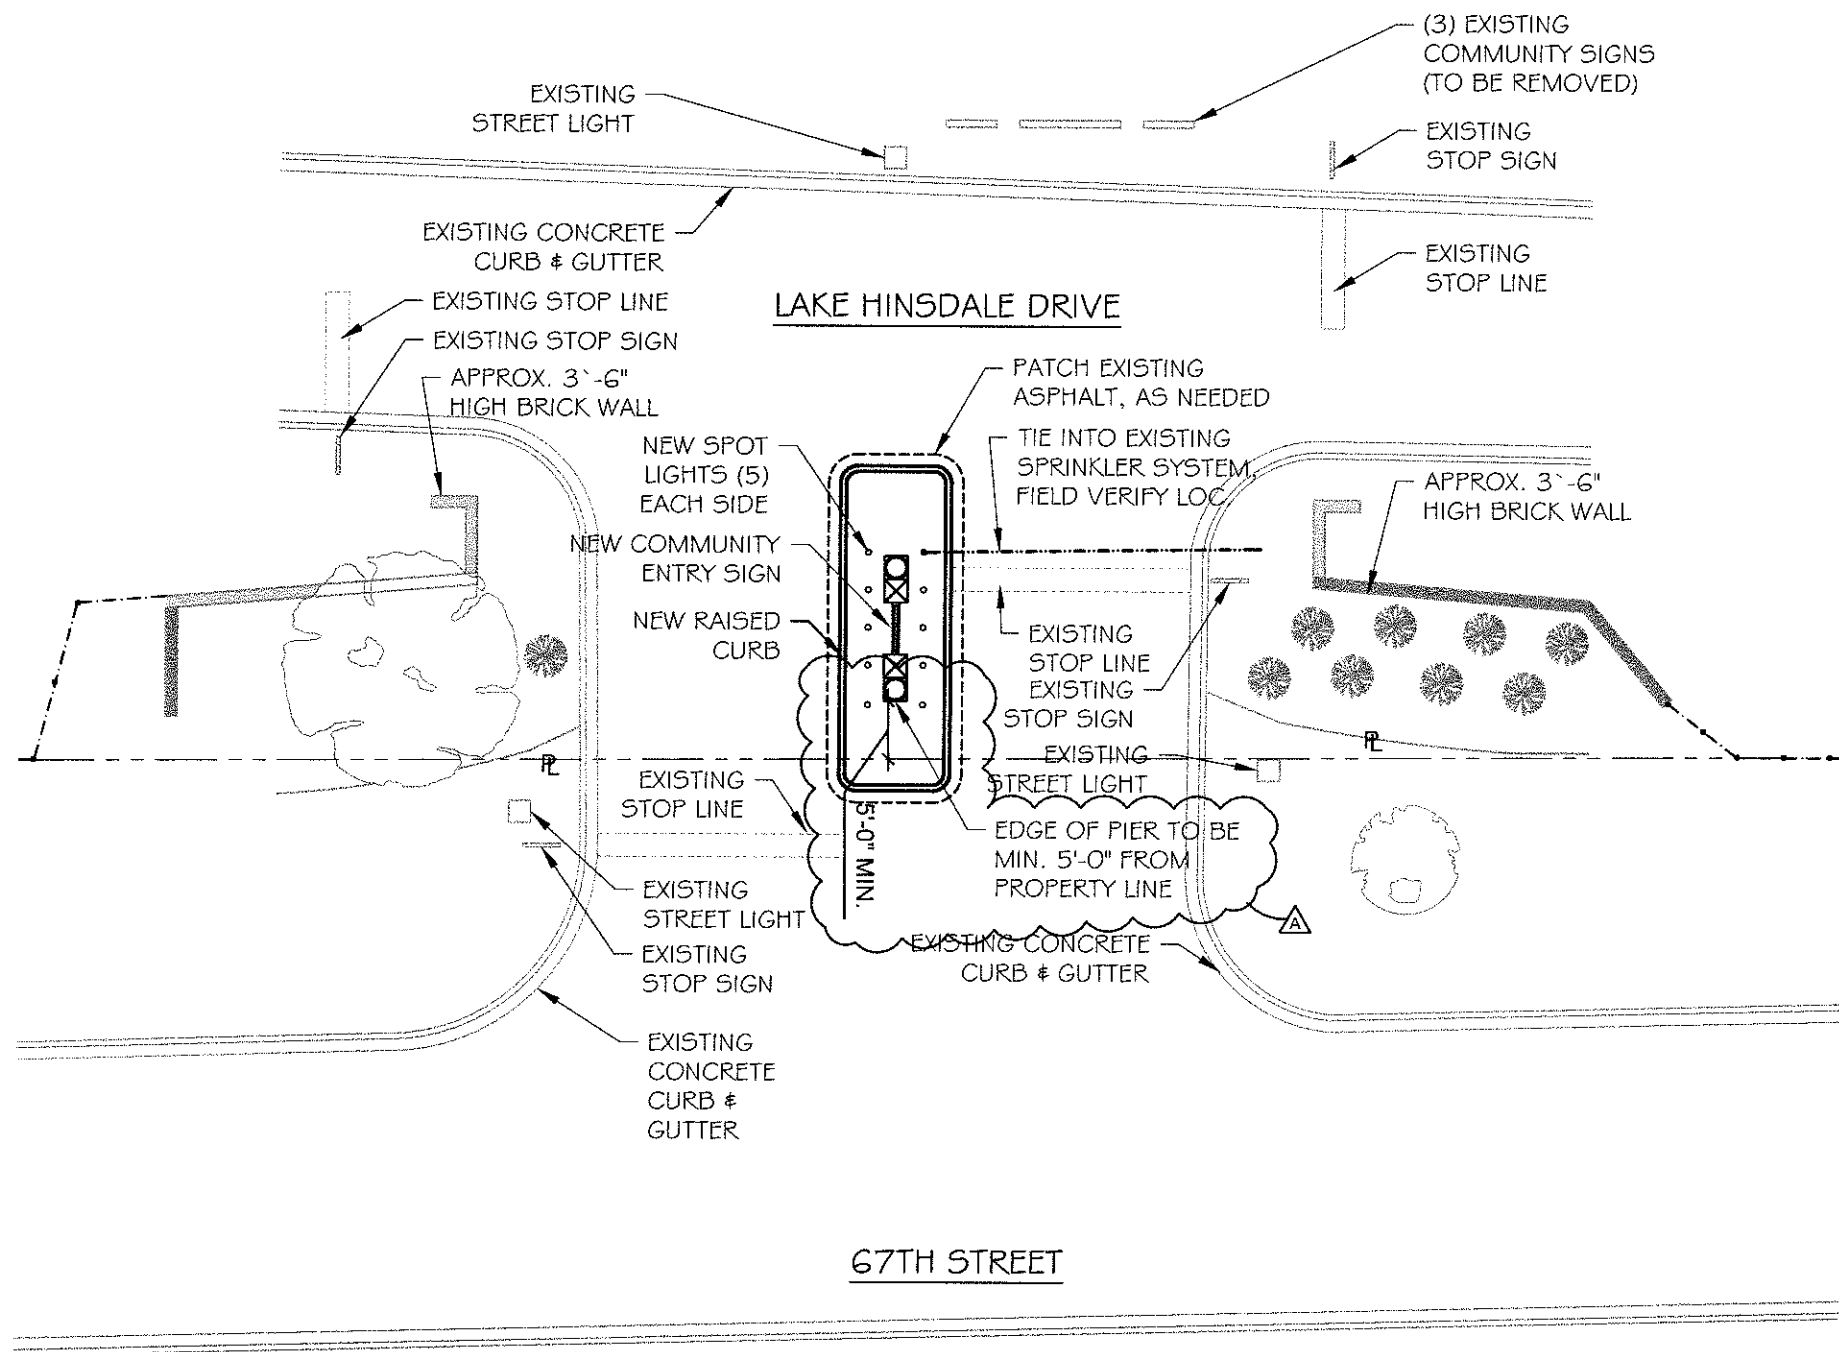 (3) EXISTING
COMMUNITY SIGNS
(TO BE REMOVED)
EXISTING
STREET LIGHT
EXISTING
STOP SIGN
EXISTING CONCRETE
CURB & GUTTER
EXISTING
STOP LINE
EXISTING STOP LINE
LAKE HINSDALE DRIVE
EXISTING STOP SIGN
APPROX. 3`-6"
HIGH BRICK WALL
PATCH EXISTING
ASPHALT, AS NEEDED
NEW SPOT
LIGHTS (5)
EACH SIDE
TIE INTO EXISTING
SPRINKLER SYSTEM,
FIELD VERIFY LOC.
APPROX. 3`-6"
HIGH BRICK WALL
NEW COMMUNITY
ENTRY SIGN
NEW RAISED
CURB
EXISTING
STOP LINE
EXISTING
STOP SIGN
PL
PL
EXISTING
STREET LIGHT
EXISTING
STOP LINE
5'-0" MIN.
EDGE OF PIER TO BE
MIN. 5'-0" FROM
PROPERTY LINE
EXISTING
STREET LIGHT
A
EXISTING
STOP SIGN
EXISTING CONCRETE
CURB & GUTTER
EXISTING
CONCRETE
CURB &
GUTTER
67TH STREET